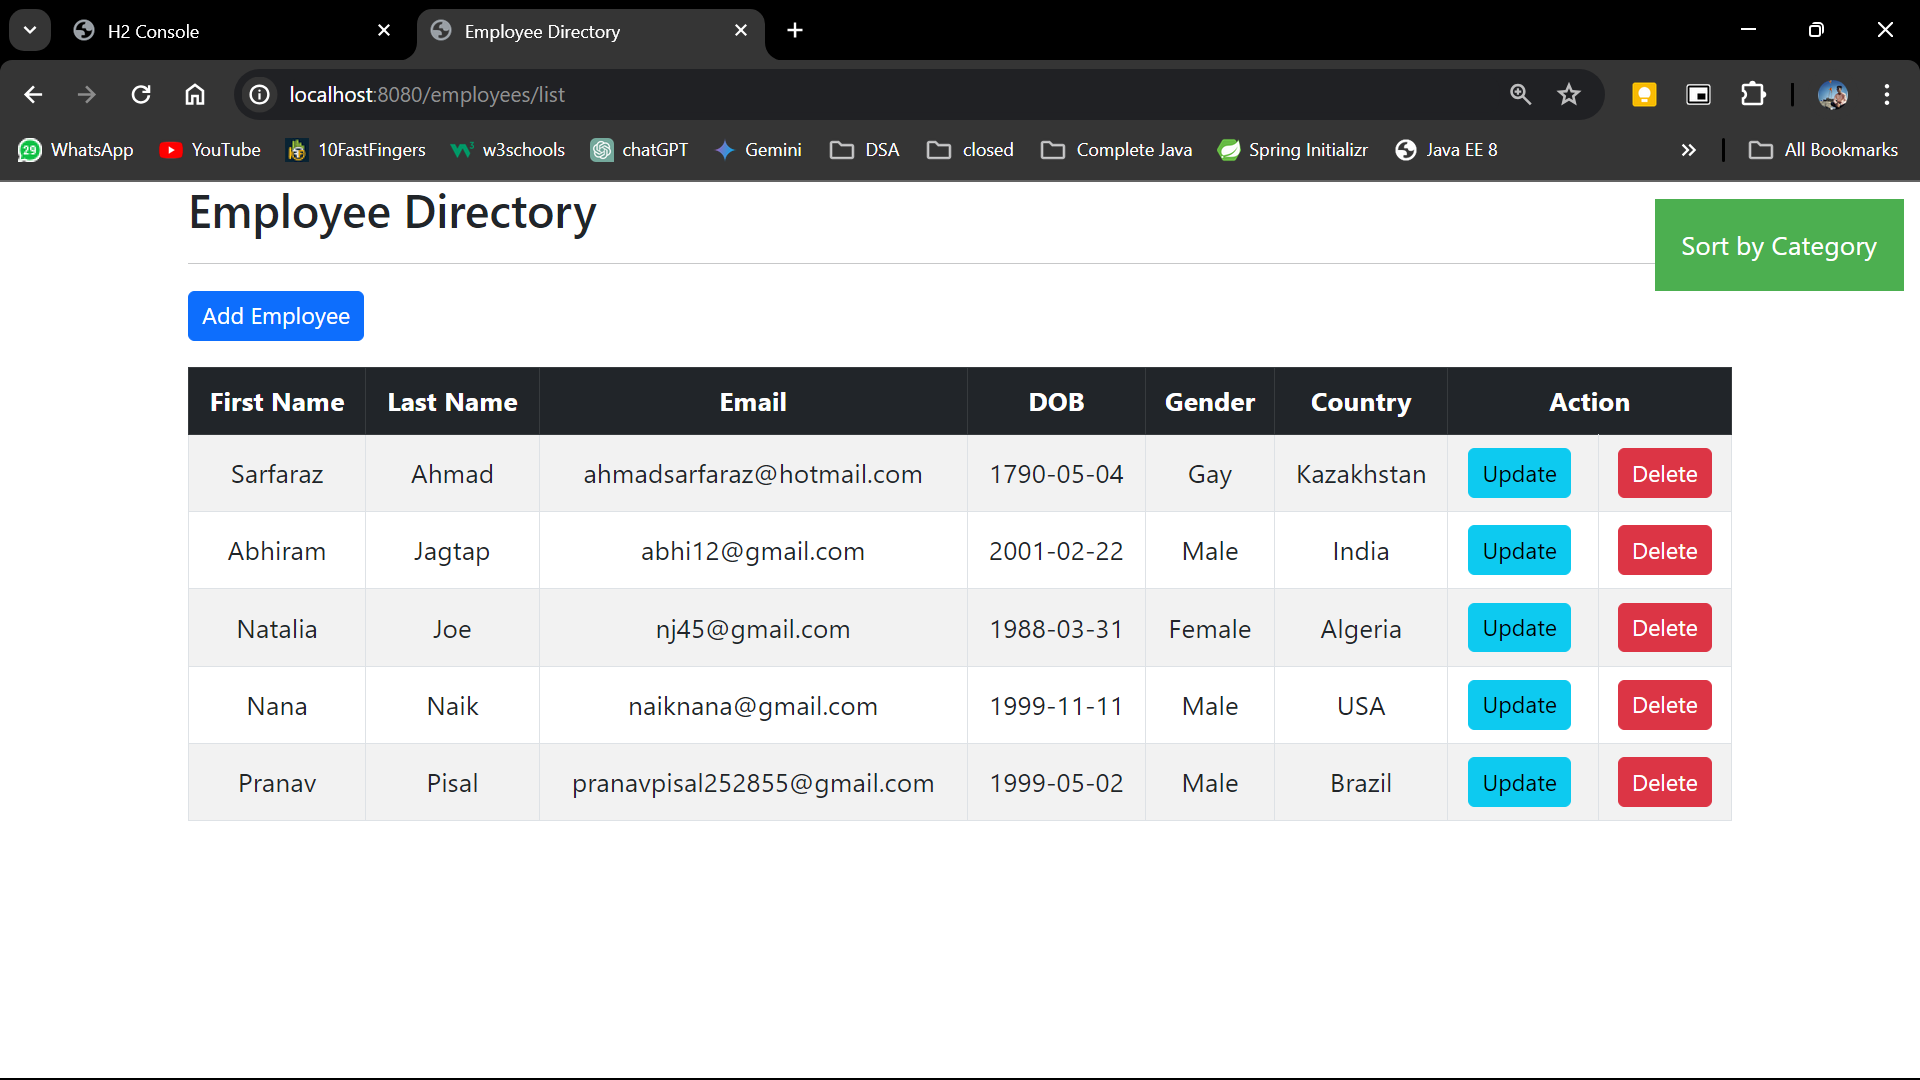 H2 Console
Employee Directory
localhost:8080/employees/list
29 WhatsApp YouTube 10FastFingers w3schools chatGPT Gemini DSA closed Complete Java Spring Initializr Java EE 8 » All Bookmarks
Employee Directory
Sort by Category
Add Employee
First Name Last Name Email DOB Gender Country Action
Sarfaraz Ahmad ahmadsarfaraz@hotmail.com 1790-05-04 Gay Kazakhstan Update Delete
Abhiram Jagtap abhi12@gmail.com 2001-02-22 Male India Update Delete
Natalia Joe nj45@gmail.com 1988-03-31 Female Algeria Update Delete
Nana Naik naiknana@gmail.com 1999-11-11 Male USA Update Delete
Pranav Pisal pranavpisal252855@gmail.com 1999-05-02 Male Brazil Update Delete